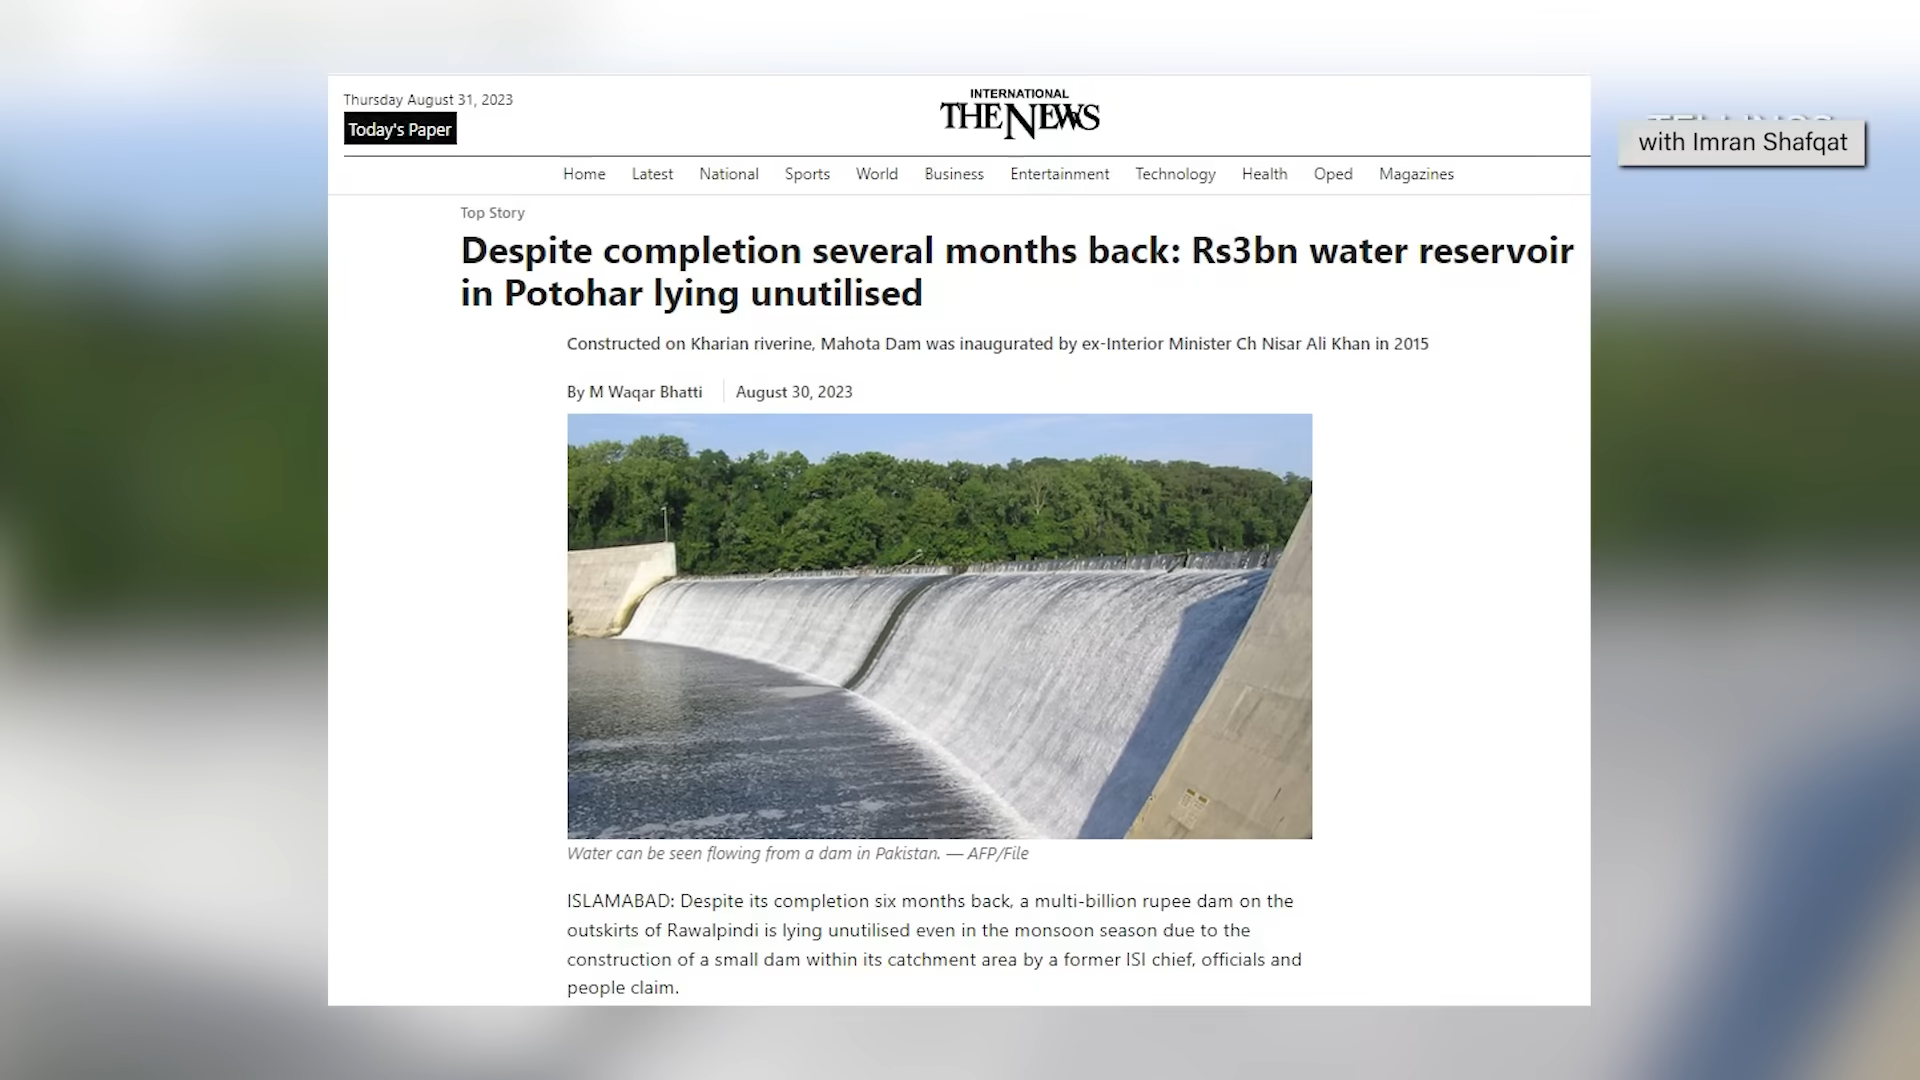 Thursday August 31, 2023
Today's Paper
INTERNATIONAL
THE NEWS
with Imran Shafqat
Home Latest National Sports World Business Entertainment Technology Health Oped Magazines
Top Story
Despite completion several months back: Rs3bn water reservoir
in Potohar lying unutilised
Constructed on Kharian riverine, Mahota Dam was inaugurated by ex-Interior Minister Ch Nisar Ali Khan in 2015
By M Waqar Bhatti August 30, 2023
Water can be seen flowing from a dam in Pakistan. — AFP/File
ISLAMABAD: Despite its completion six months back, a multi-billion rupee dam on the
outskirts of Rawalpindi is lying unutilised even in the monsoon season due to the
construction of a small dam within its catchment area by a former ISI chief, officials and
people claim.